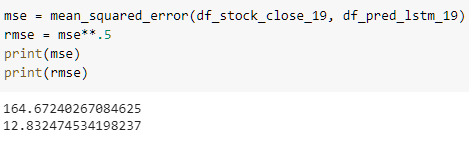 mse = mean_squared_error(df_stock_close_19, df_pred_lstm_19)
rmse = mse**.5
print(mse)
print(rmse)
164.67240267084625
12.832474534198237